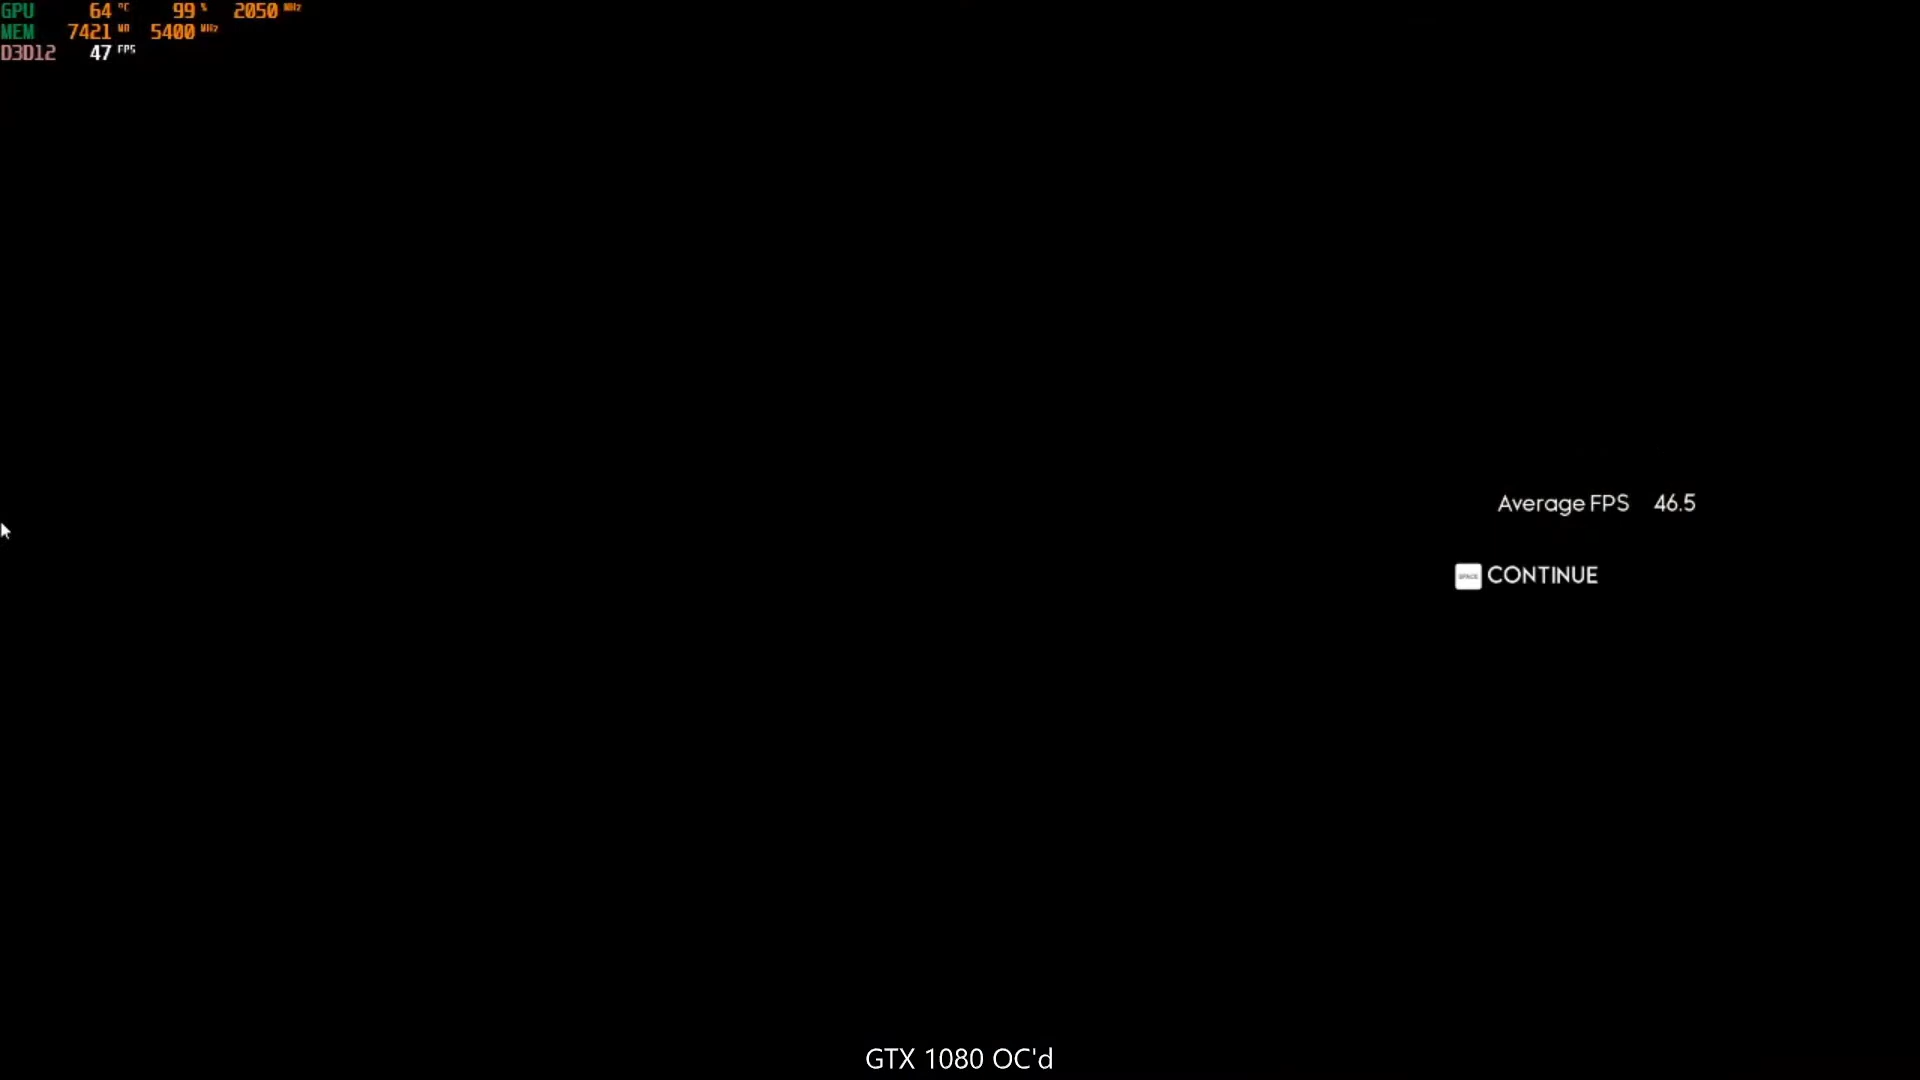 GPU 64 °C 99 % 2050 MHz
MEM 7421 MB 5400 MHz
D3D12 47 FPS
Average FPS 46.5
SPACE CONTINUE
GTX 1080 OC'd